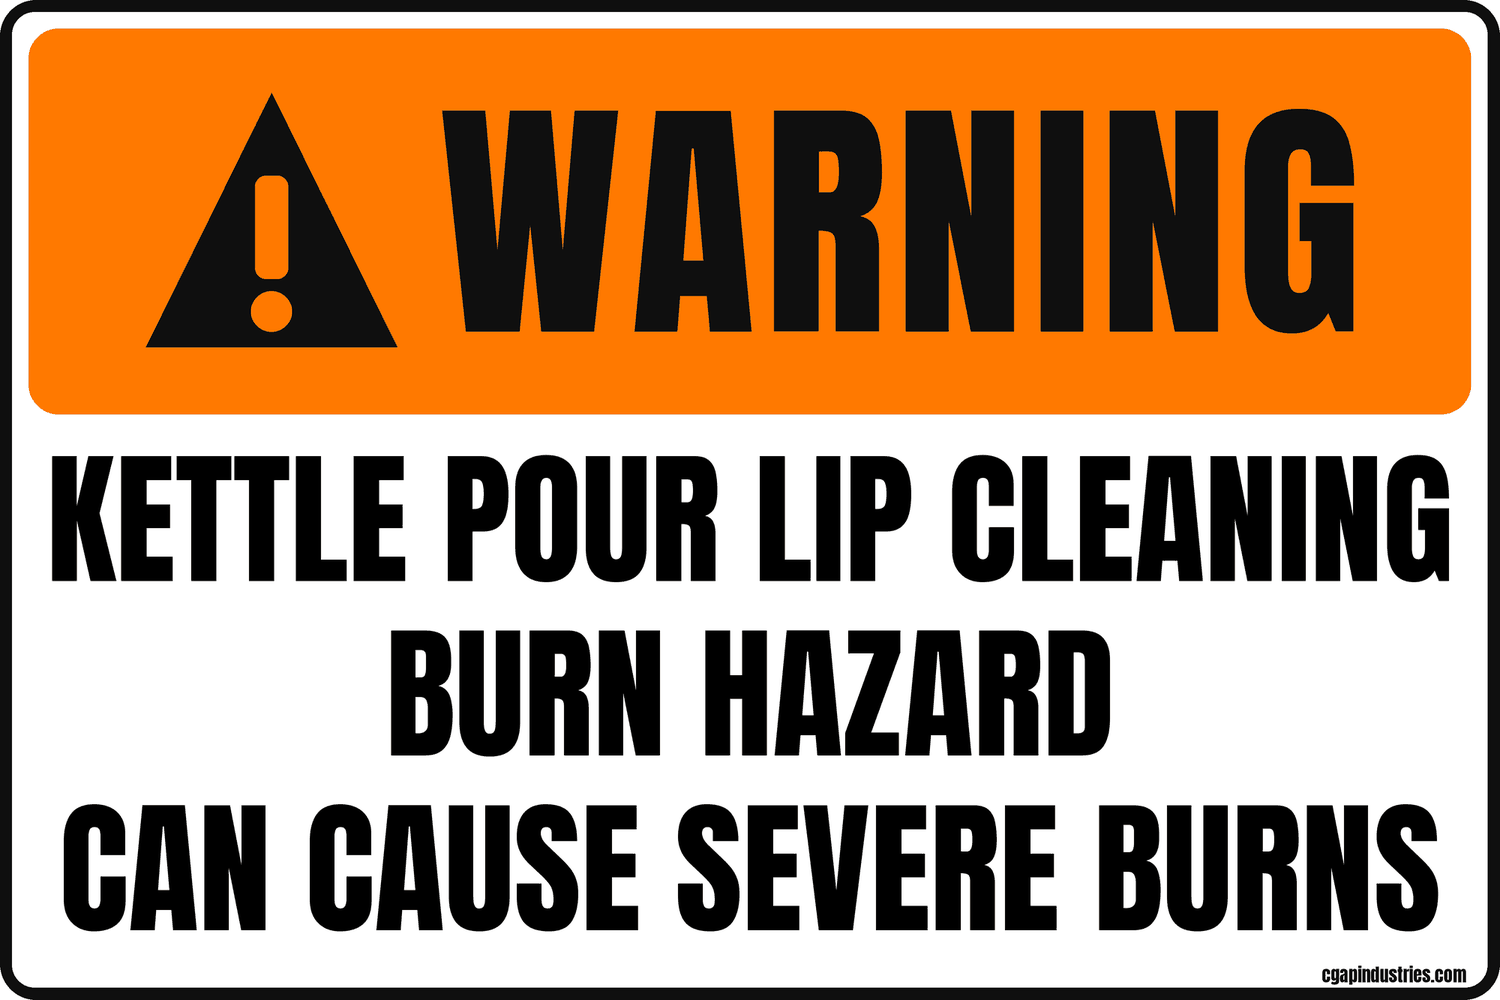 WARNING
KETTLE POUR LIP CLEANING
BURN HAZARD
CAN CAUSE SEVERE BURNS
cgapindustries.com